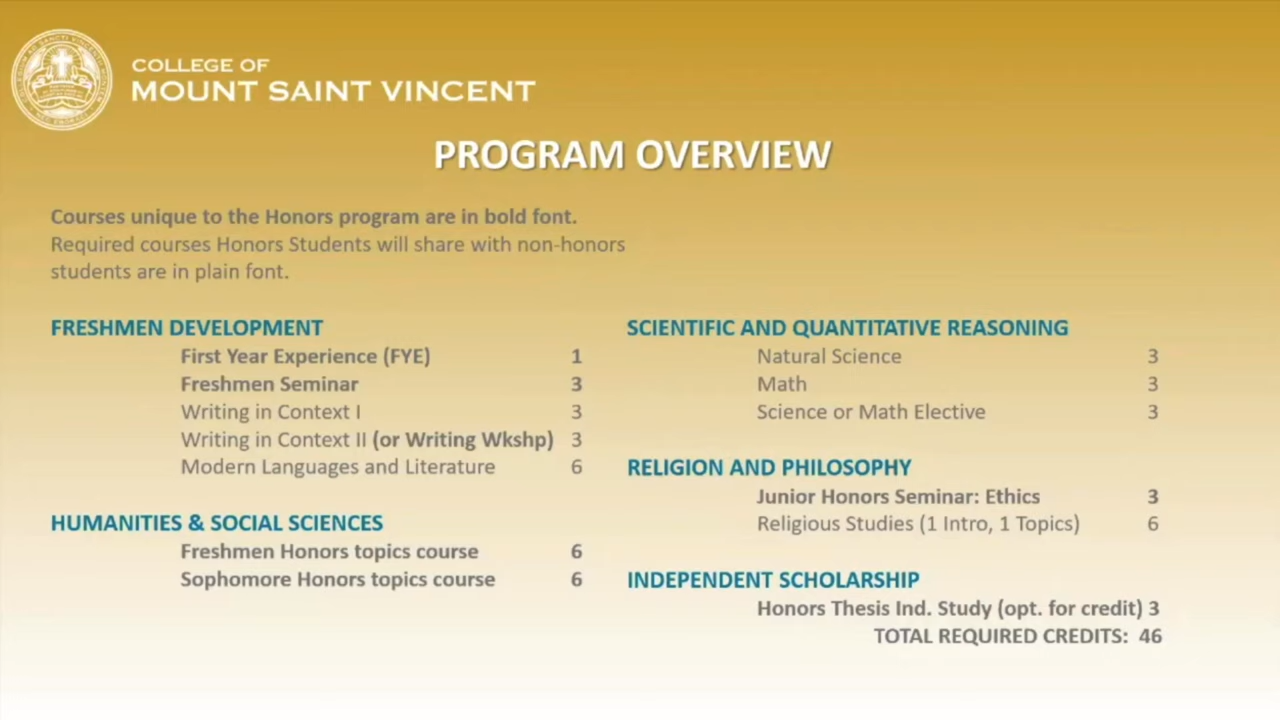 COLLEGE OF
MOUNT SAINT VINCENT
PROGRAM OVERVIEW
Courses unique to the Honors program are in bold font.
Required courses Honors Students will share with non-honors
students are in plain font.
FRESHMEN DEVELOPMENT
First Year Experience (FYE) 1
Freshmen Seminar 3
Writing in Context I 3
Writing in Context II (or Writing Wkshp) 3
Modern Languages and Literature 6
HUMANITIES & SOCIAL SCIENCES
Freshmen Honors topics course 6
Sophomore Honors topics course 6
SCIENTIFIC AND QUANTITATIVE REASONING
Natural Science 3
Math 3
Science or Math Elective 3
RELIGION AND PHILOSOPHY
Junior Honors Seminar: Ethics 3
Religious Studies (1 Intro, 1 Topics) 6
INDEPENDENT SCHOLARSHIP
Honors Thesis Ind. Study (opt. for credit) 3
TOTAL REQUIRED CREDITS: 46